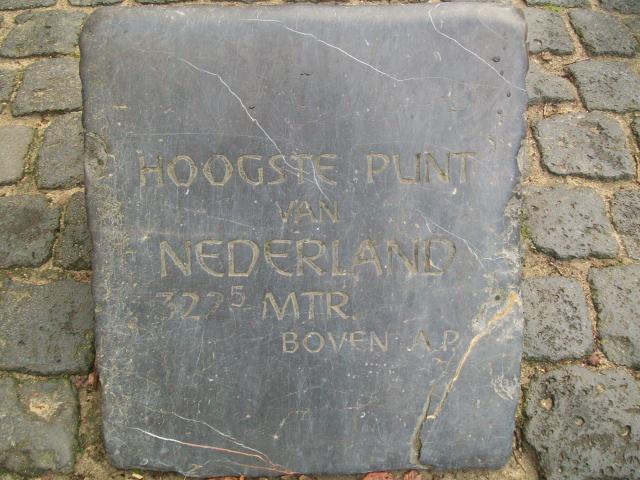 HOOGSTE PUNT
VAN
NEDERLAND
322⁵ MTR.
BOVEN A.P.